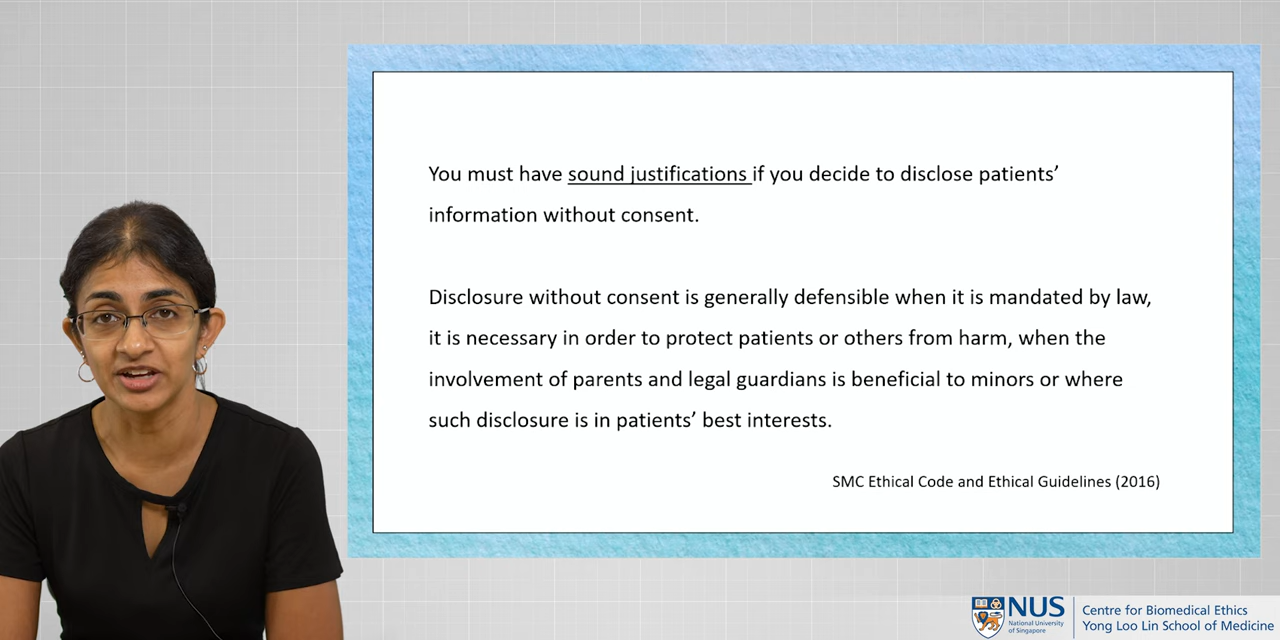 You must have sound justifications if you decide to disclose patients’
information without consent.
Disclosure without consent is generally defensible when it is mandated by law,
it is necessary in order to protect patients or others from harm, when the
involvement of parents and legal guardians is beneficial to minors or where
such disclosure is in patients’ best interests.
SMC Ethical Code and Ethical Guidelines (2016)
NUS
National University
of Singapore
Centre for Biomedical Ethics
Yong Loo Lin School of Medicine